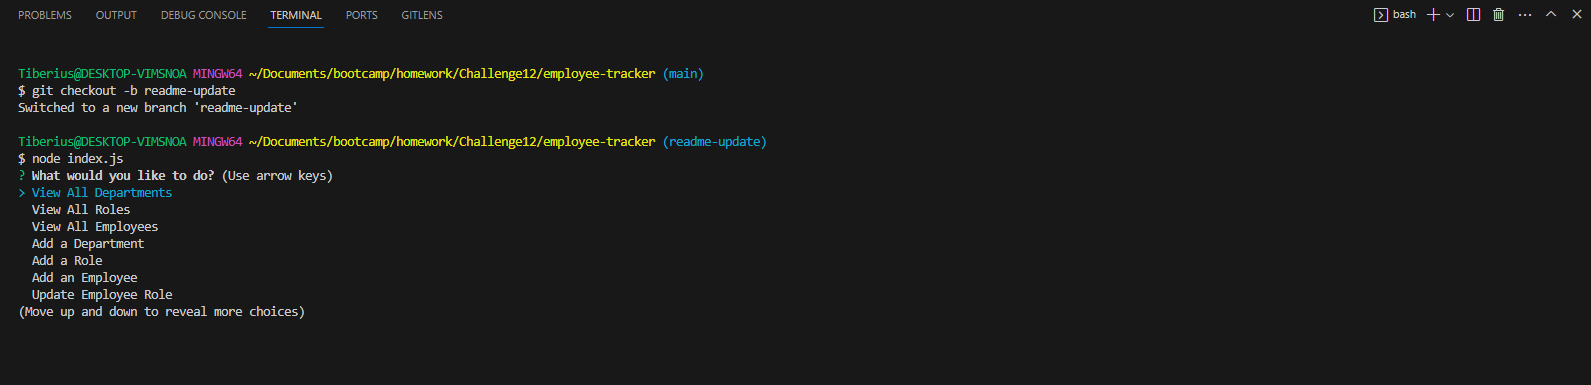 PROBLEMS OUTPUT DEBUG CONSOLE TERMINAL PORTS GITLENS bash
Tiberius@DESKTOP-VIMSNOA MINGW64 ~/Documents/bootcamp/homework/Challenge12/employee-tracker (main)
$ git checkout -b readme-update
Switched to a new branch 'readme-update'
Tiberius@DESKTOP-VIMSNOA MINGW64 ~/Documents/bootcamp/homework/Challenge12/employee-tracker (readme-update)
$ node index.js
? What would you like to do? (Use arrow keys)
> View All Departments
View All Roles
View All Employees
Add a Department
Add a Role
Add an Employee
Update Employee Role
(Move up and down to reveal more choices)